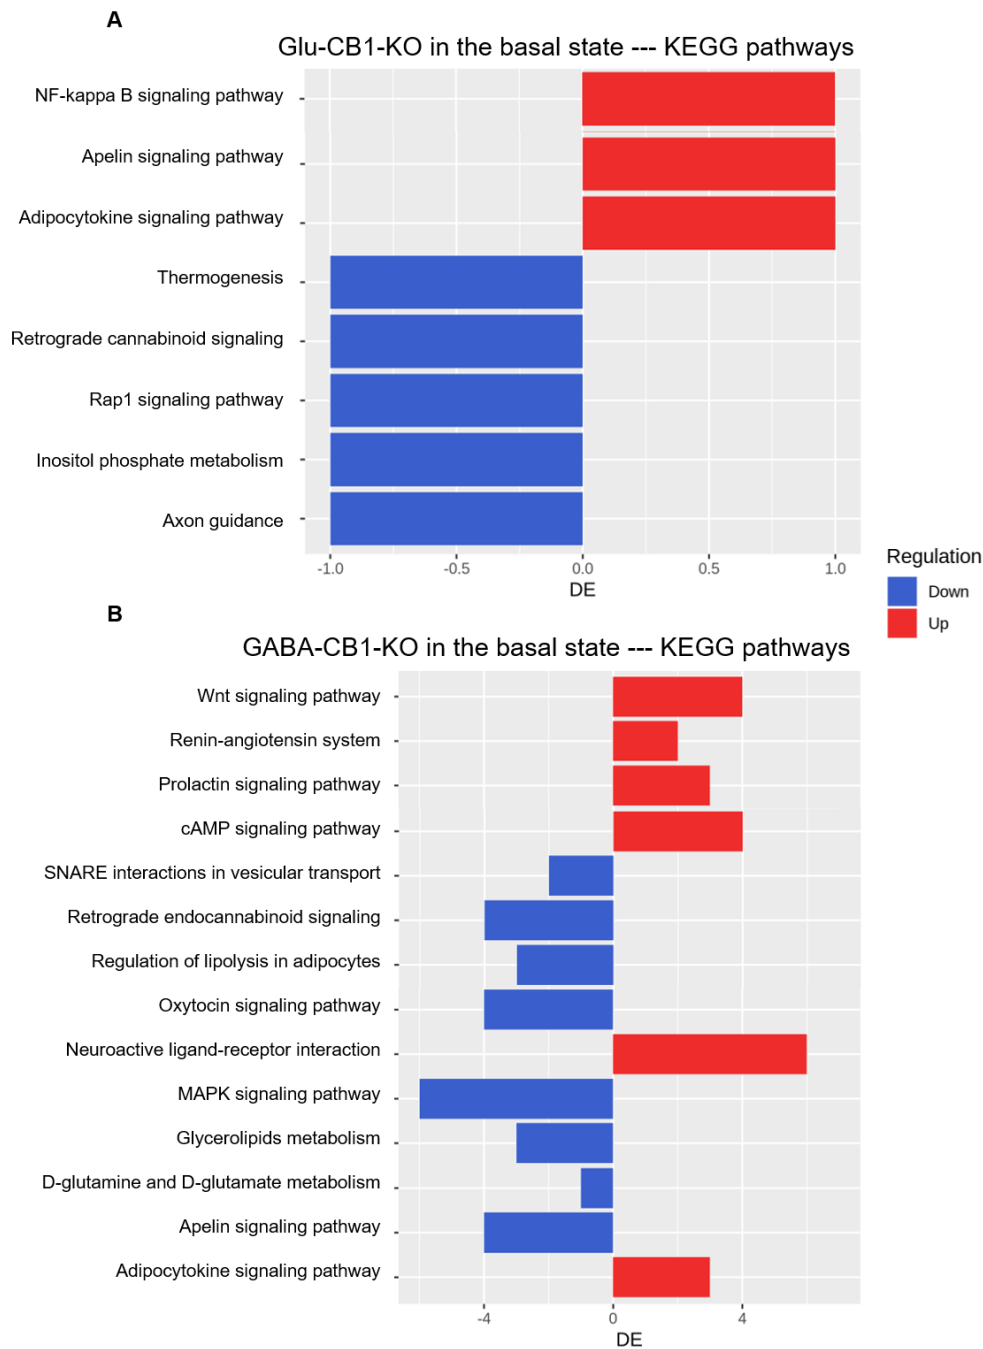 A
Glu-CB1-KO in the basal state --- KEGG pathways
NF-kappa B signaling pathway
Apelin signaling pathway
Adipocytokine signaling pathway
Thermogenesis
Retrograde cannabinoid signaling
Rap1 signaling pathway
Inositol phosphate metabolism
Axon guidance
-1.0 -0.5 0.0 0.5 1.0
DE
Regulation
Down
Up
B
GABA-CB1-KO in the basal state --- KEGG pathways
Wnt signaling pathway
Renin-angiotensin system
Prolactin signaling pathway
cAMP signaling pathway
SNARE interactions in vesicular transport
Retrograde endocannabinoid signaling
Regulation of lipolysis in adipocytes
Oxytocin signaling pathway
Neuroactive ligand-receptor interaction
MAPK signaling pathway
Glycerolipids metabolism
D-glutamine and D-glutamate metabolism
Apelin signaling pathway
Adipocytokine signaling pathway
-4 0 4
DE